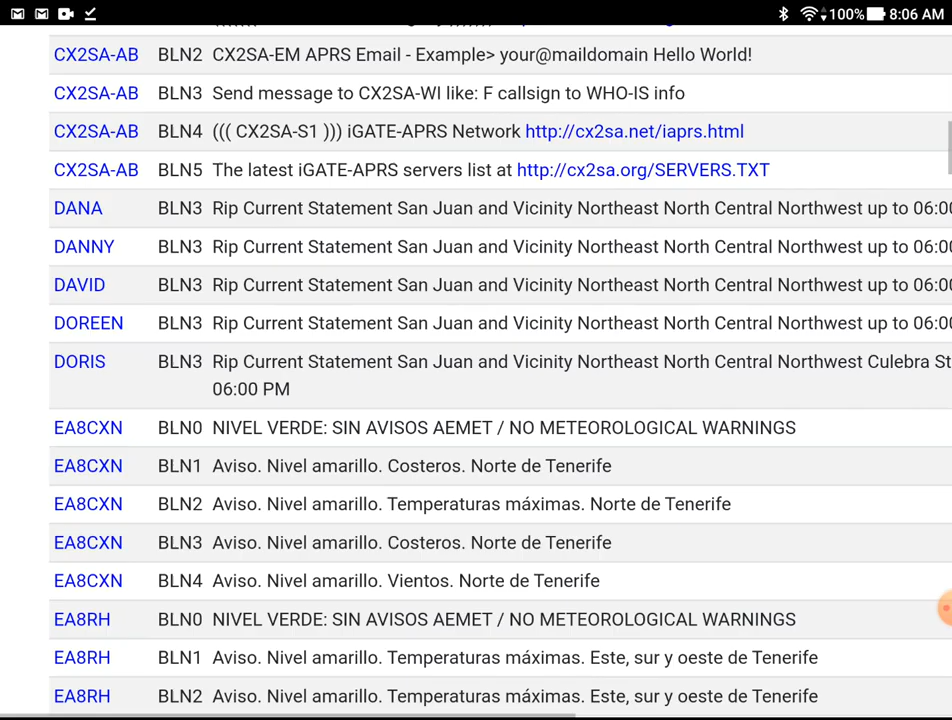 100% 8:06 AM
CX2SA-AB BLN2 CX2SA-EM APRS Email - Example> your@maildomain Hello World!
CX2SA-AB BLN3 Send message to CX2SA-WI like: F callsign to WHO-IS info
CX2SA-AB BLN4 ((( CX2SA-S1 ))) iGATE-APRS Network http://cx2sa.net/iaprs.html
CX2SA-AB BLN5 The latest iGATE-APRS servers list at http://cx2sa.org/SERVERS.TXT
DANA BLN3 Rip Current Statement San Juan and Vicinity Northeast North Central Northwest up to 06:00
DANNY BLN3 Rip Current Statement San Juan and Vicinity Northeast North Central Northwest up to 06:00
DAVID BLN3 Rip Current Statement San Juan and Vicinity Northeast North Central Northwest up to 06:00
DOREEN BLN3 Rip Current Statement San Juan and Vicinity Northeast North Central Northwest up to 06:00
DORIS BLN3 Rip Current Statement San Juan and Vicinity Northeast North Central Northwest Culebra St
06:00 PM
EA8CXN BLN0 NIVEL VERDE: SIN AVISOS AEMET / NO METEOROLOGICAL WARNINGS
EA8CXN BLN1 Aviso. Nivel amarillo. Costeros. Norte de Tenerife
EA8CXN BLN2 Aviso. Nivel amarillo. Temperaturas máximas. Norte de Tenerife
EA8CXN BLN3 Aviso. Nivel amarillo. Costeros. Norte de Tenerife
EA8CXN BLN4 Aviso. Nivel amarillo. Vientos. Norte de Tenerife
EA8RH BLN0 NIVEL VERDE: SIN AVISOS AEMET / NO METEOROLOGICAL WARNINGS
EA8RH BLN1 Aviso. Nivel amarillo. Temperaturas máximas. Este, sur y oeste de Tenerife
EA8RH BLN2 Aviso. Nivel amarillo. Temperaturas máximas. Este, sur y oeste de Tenerife